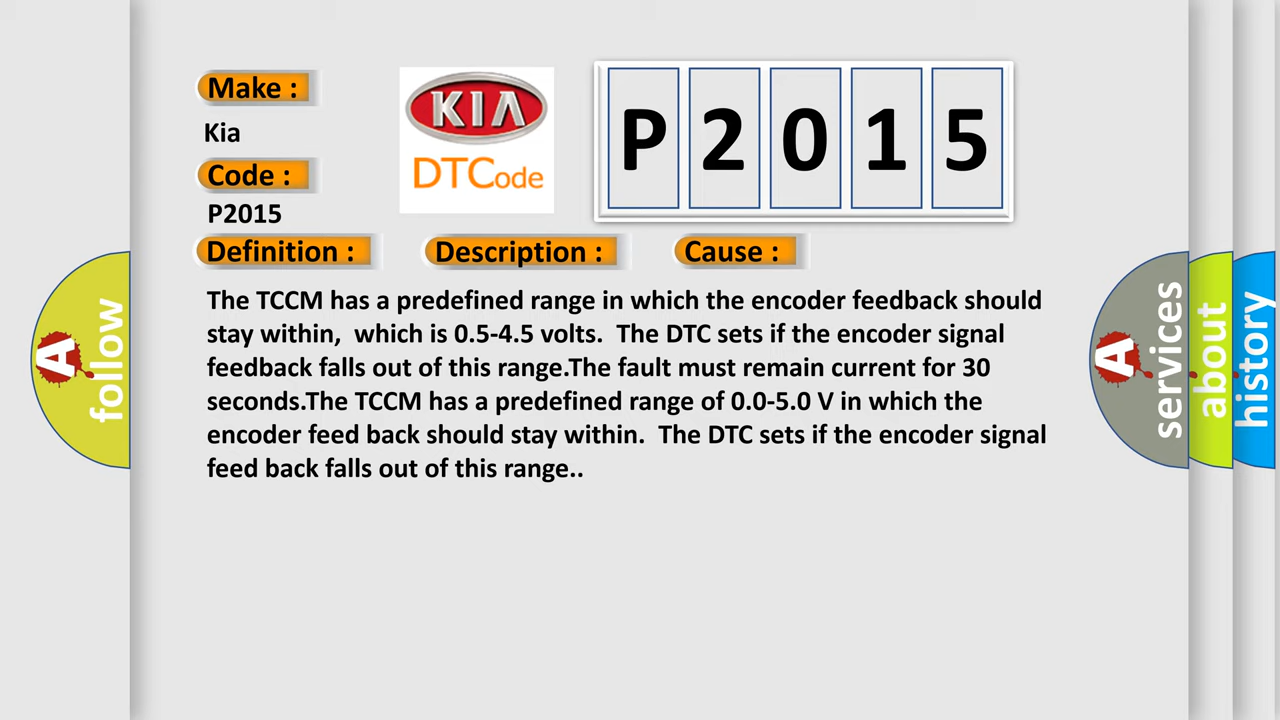 Make :
Kia
Code :
P2015
KIA
DTCode
P 2 0 1 5
Definition :
Description :
Cause :
The TCCM has a predefined range in which the encoder feedback should
stay within,  which is 0.5-4.5 volts  The DTC sets if the encoder signal
feedback falls out of this range.The fault must remain current for 30
seconds.The TCCM has a predefined range of 0.0-5.0 V in which the
encoder feed back should stay within  The DTC sets if the encoder signal
feed back falls out of this range..
A follow
A services
about
history